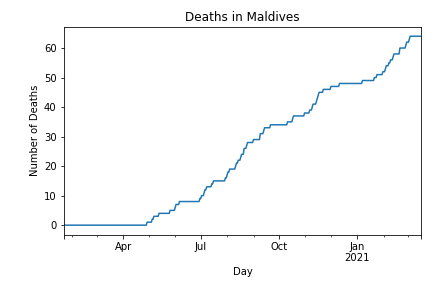 Deaths in Maldives
60
50
40
30
20
10
0
Number of Deaths
Apr
Jul
Oct
Jan
2021
Day